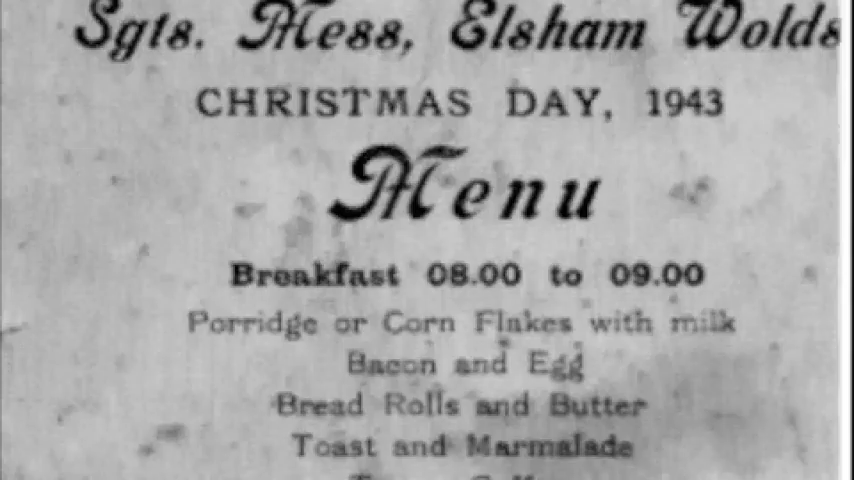 Sgts. Mess, Elsham Wolds
CHRISTMAS DAY, 1943
Menu
Breakfast 08.00 to 09.00
Porridge or Corn Flakes with milk
Bacon and Egg
Bread Rolls and Butter
Toast and Marmalade